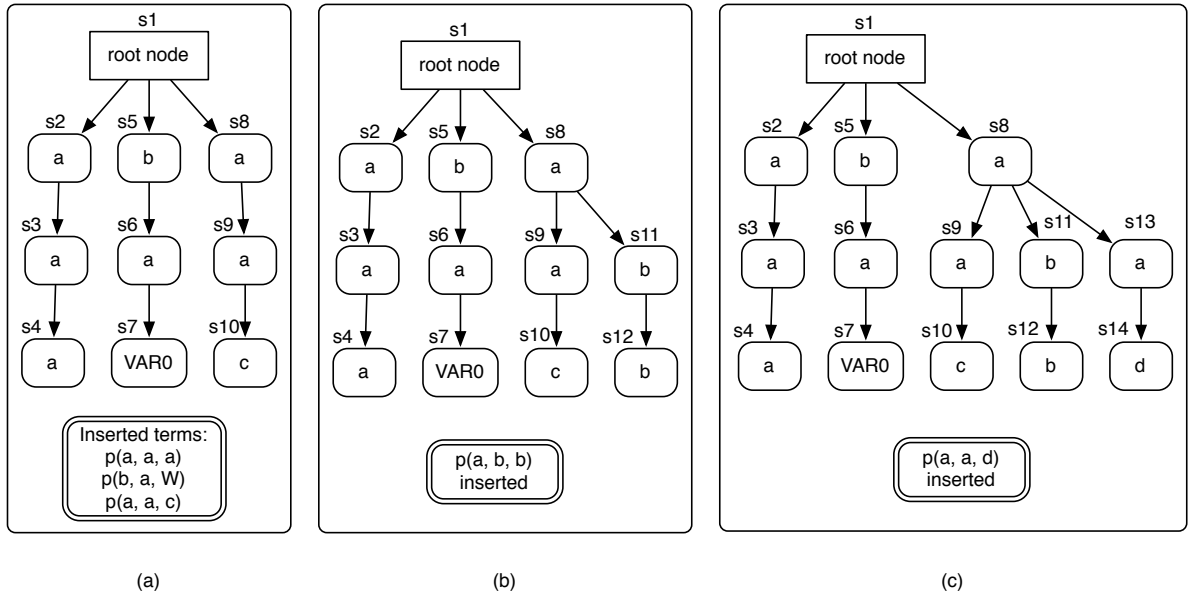 s1
root node
s2
s5
s8
a
b
a
s3
s6
s9
a
a
a
s4
s7
s10
a
VAR0
c
Inserted terms:
p(a, a, a)
p(b, a, W)
p(a, a, c)
(a)
s1
root node
s2
s5
s8
a
b
a
s3
s6
s9
s11
a
a
a
b
s4
s7
s10
s12
a
VAR0
c
b
p(a, b, b)
inserted
(b)
s1
root node
s2
s5
s8
a
b
a
s3
s6
s9
s11
s13
a
a
a
b
a
s4
s7
s10
s12
s14
a
VAR0
c
b
d
p(a, a, d)
inserted
(c)